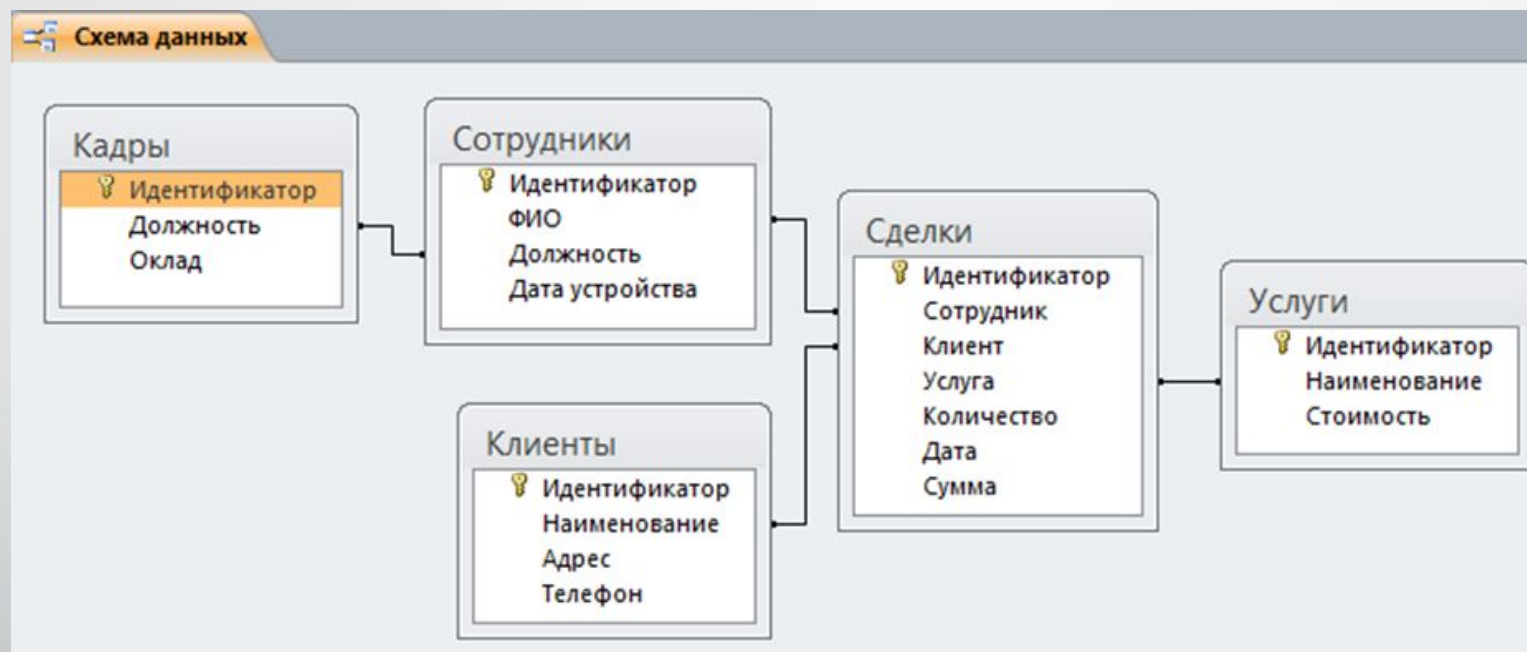 Схема данных
Кадры
Идентификатор
Должность
Оклад
Сотрудники
Идентификатор
ФИО
Должность
Дата устройства
Сделки
Идентификатор
Сотрудник
Клиент
Услуга
Количество
Дата
Сумма
Услуги
Идентификатор
Наименование
Стоимость
Клиенты
Идентификатор
Наименование
Адрес
Телефон